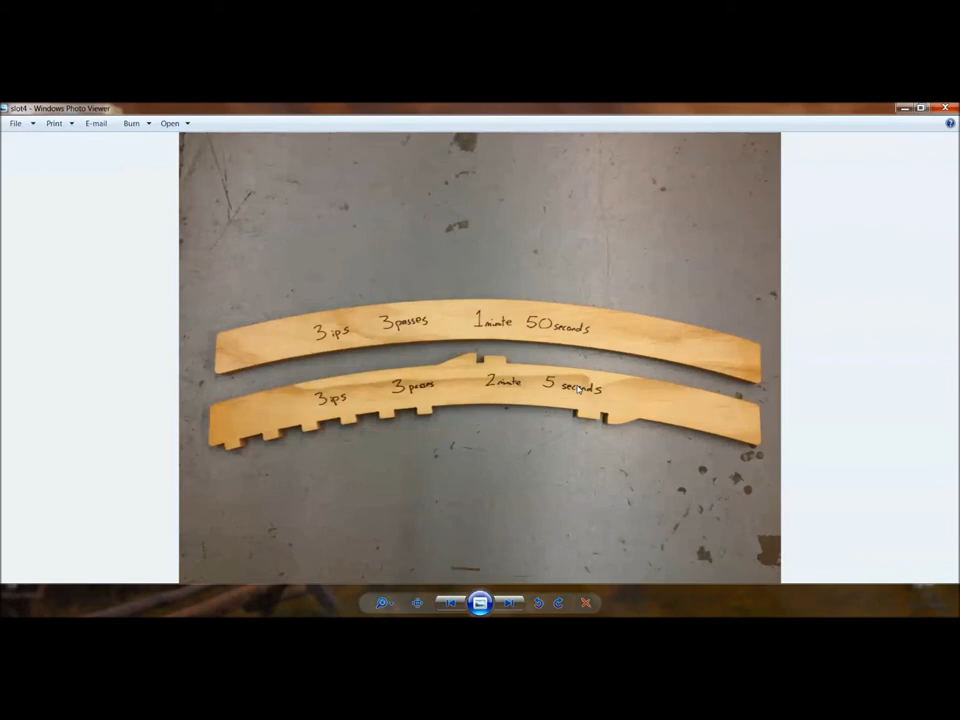 slot4 - Windows Photo Viewer
File Print E-mail Burn Open
3 ips 3 passes 1 minute 50 seconds
3 ips 3 passes 2 minute 5 seconds